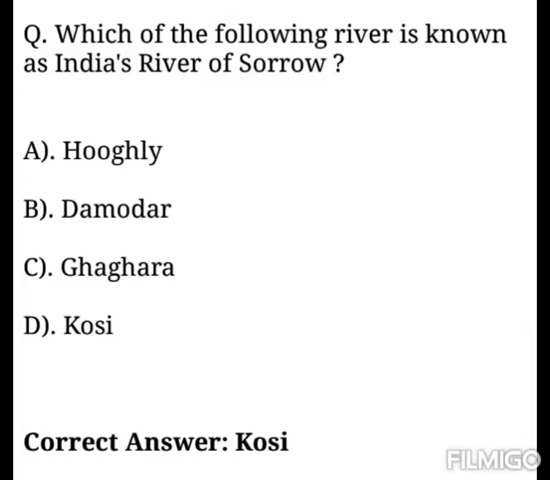 Q. Which of the following river is known
as India's River of Sorrow ?
A). Hooghly
B). Damodar
C). Ghaghara
D). Kosi
Correct Answer: Kosi
FILMIGO